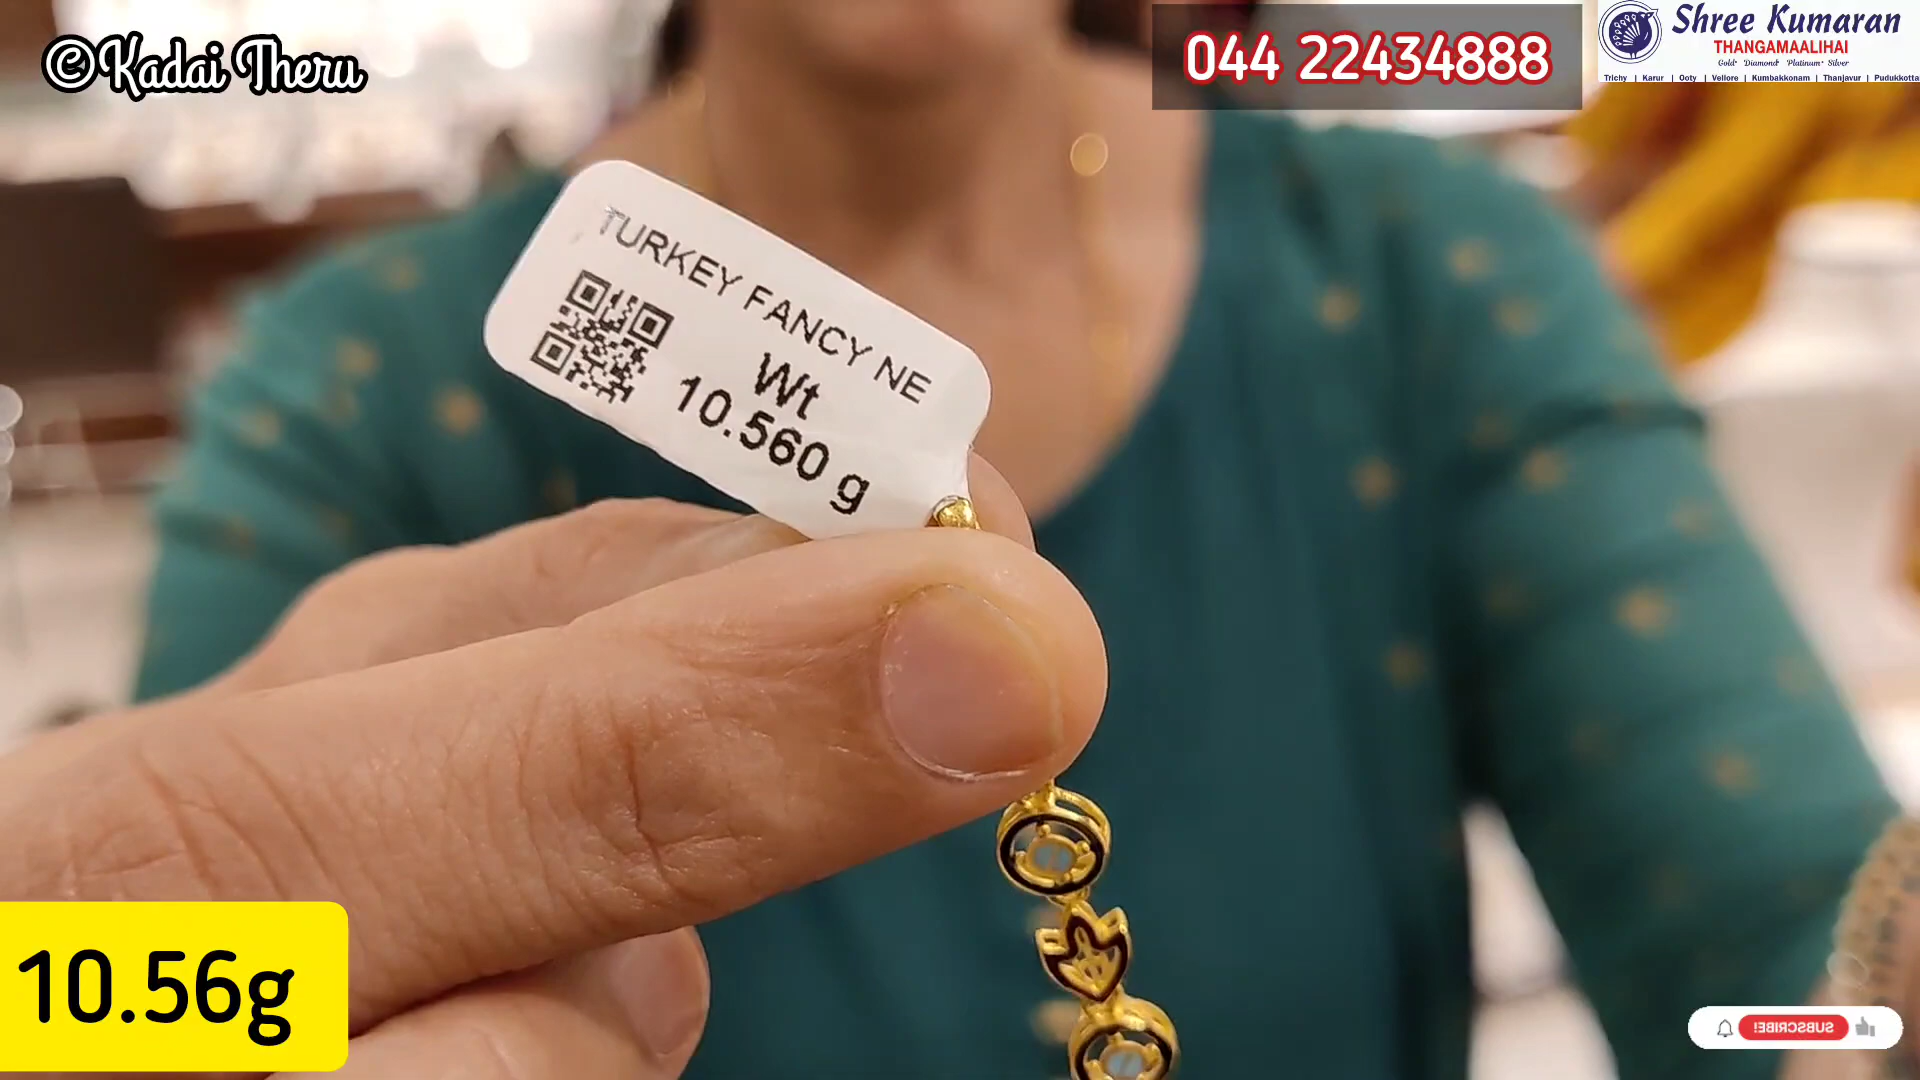 ©Kadai Theru
044 22434888
Shree Kumaran
THANGAMAALIHAI
Gold* Diamond* Platinum* Silver
Trichy | Karur | Ooty | Vellore | Kumbakkonam | Thanjavur | Pudukkotta
TURKEY FANCY NE
Wt
10.560 g
10.56g
SUBSCRIBE!